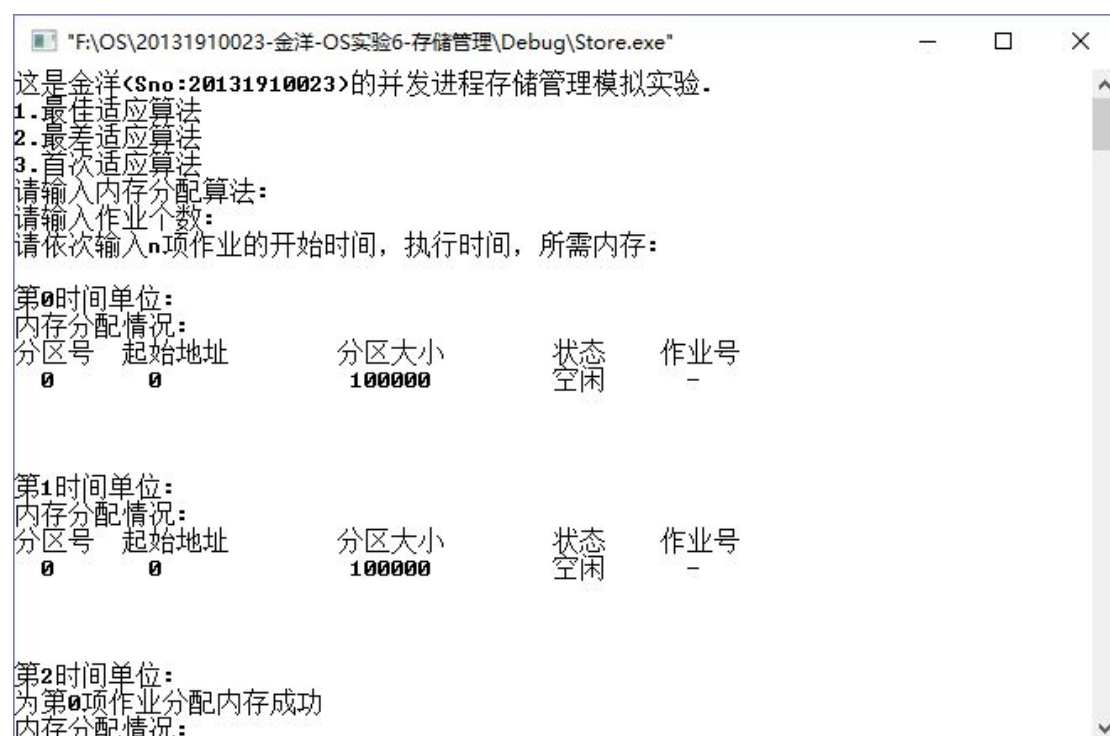 "F:\OS\20131910023-金洋-OS实验6-存储管理\Debug\Store.exe"
这是金洋(Sno:20131910023)的并发进程存储管理模拟实验.
1.最佳适应算法
2.最差适应算法
3.首次适应算法
请输入内存分配算法:
请输入作业个数:
请依次输入n项作业的开始时间，执行时间，所需内存:
第0时间单位:
内存分配情况:
分区号 起始地址 分区大小 状态 作业号
0 0 100000 空闲 -
第1时间单位:
内存分配情况:
分区号 起始地址 分区大小 状态 作业号
0 0 100000 空闲 -
第2时间单位:
为第0项作业分配内存成功
内存分配情况: